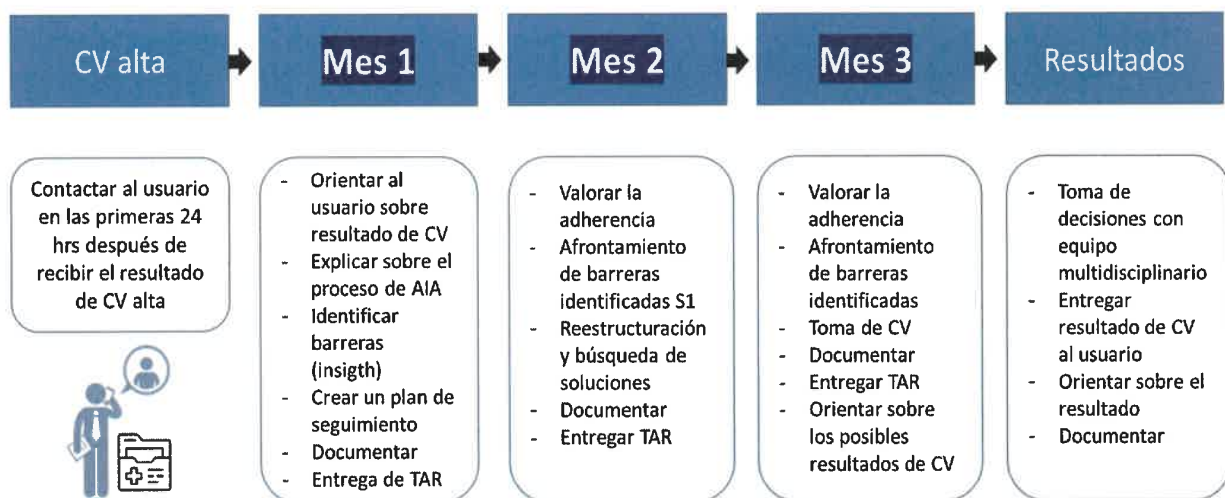 CV alta
Mes 1
Mes 2
Mes 3
Resultados
Contactar al usuario
en las primeras 24
hrs después de
recibir el resultado
de CV alta
- Orientar al
usuario sobre
resultado de CV
- Explicar sobre el
proceso de AIA
- Identificar
barreras
(insigth)
- Crear un plan de
seguimiento
- Documentar
- Entrega de TAR
- Valorar la
adherencia
- Afrontamiento
de barreras
identificadas S1
- Reestructuración
y búsqueda de
soluciones
- Documentar
- Entregar TAR
- Valorar la
adherencia
- Afrontamiento
de barreras
identificadas
- Toma de CV
- Documentar
- Entregar TAR
- Orientar sobre
los posibles
resultados de CV
- Toma de
decisiones con
equipo
multidisciplinario
- Entregar
resultado de CV
al usuario
- Orientar sobre el
resultado
- Documentar